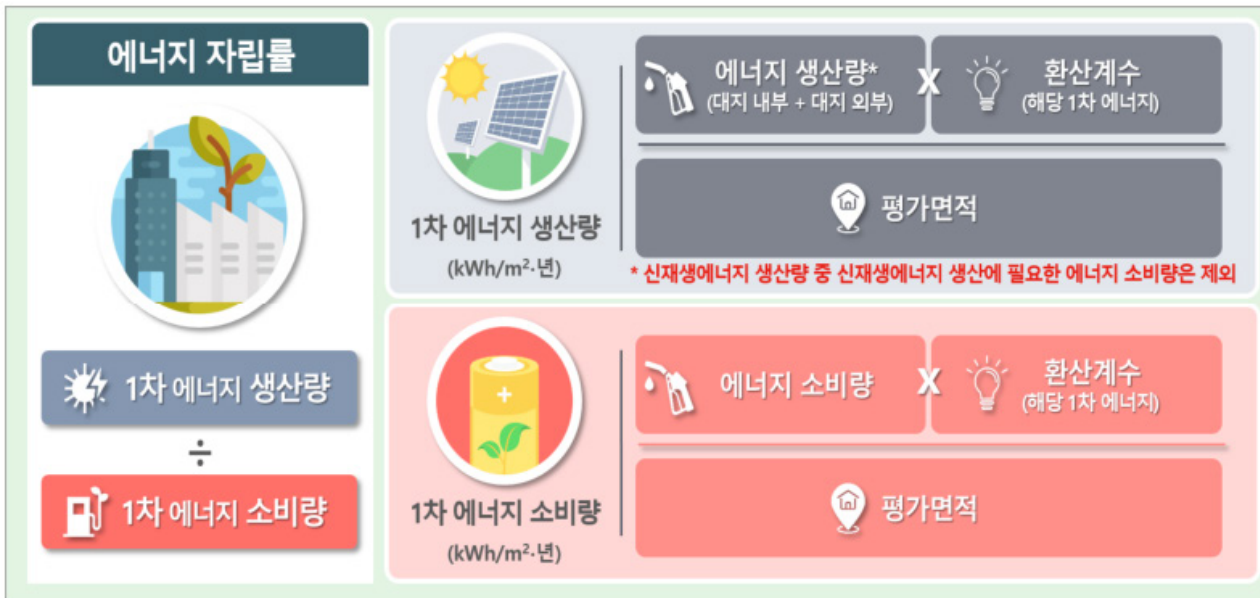 에너지 자립률
1차 에너지 생산량
÷
1차 에너지 소비량
1차 에너지 생산량
(kWh/m²·년)
에너지 생산량*
(대지 내부 + 대지 외부)
X
환산계수
(해당 1차 에너지)
평가면적
* 신재생에너지 생산량 중 신재생에너지 생산에 필요한 에너지 소비량은 제외
1차 에너지 소비량
(kWh/m²·년)
에너지 소비량
X
환산계수
(해당 1차 에너지)
평가면적